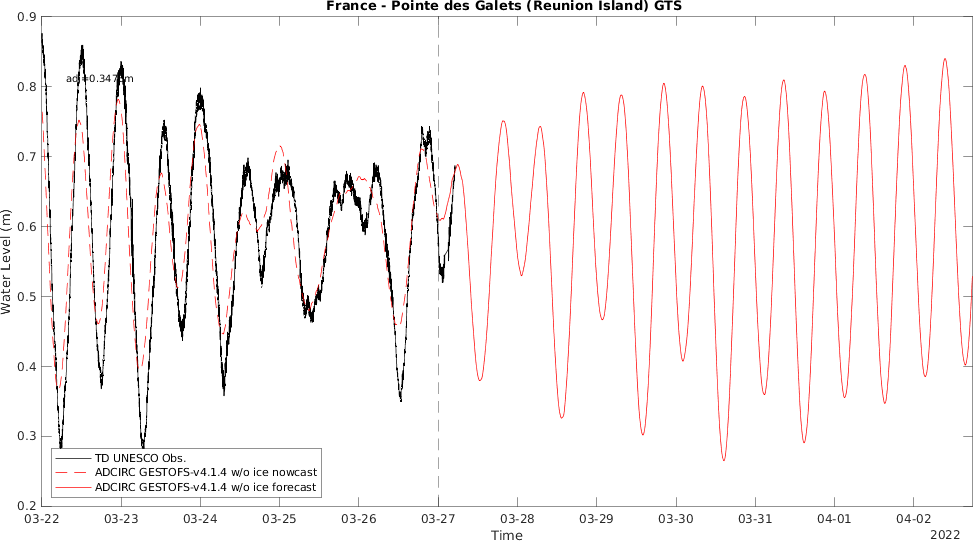 France - Pointe des Galets (Reunion Island) GTS
0.9
0.8
0.7
0.6
0.5
0.4
0.3
0.2
Water Level (m)
TD UNESCO Obs.
ADCIRC GESTOFS-v4.1.4 w/o ice nowcast
ADCIRC GESTOFS-v4.1.4 w/o ice forecast
03-22 03-23 03-24 03-25 03-26 03-27 03-28 03-29 03-30 03-31 04-01 04-02
Time
2022